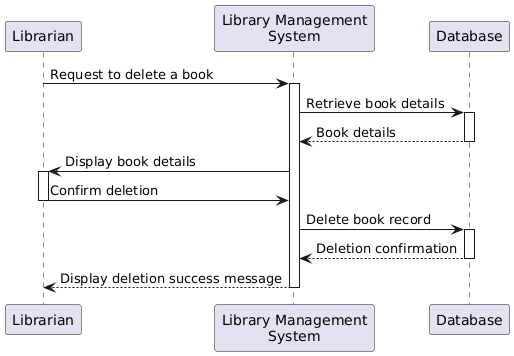 Librarian
Library Management
System
Database
Request to delete a book
Retrieve book details
Book details
Display book details
Confirm deletion
Delete book record
Deletion confirmation
Display deletion success message
Librarian
Library Management
System
Database